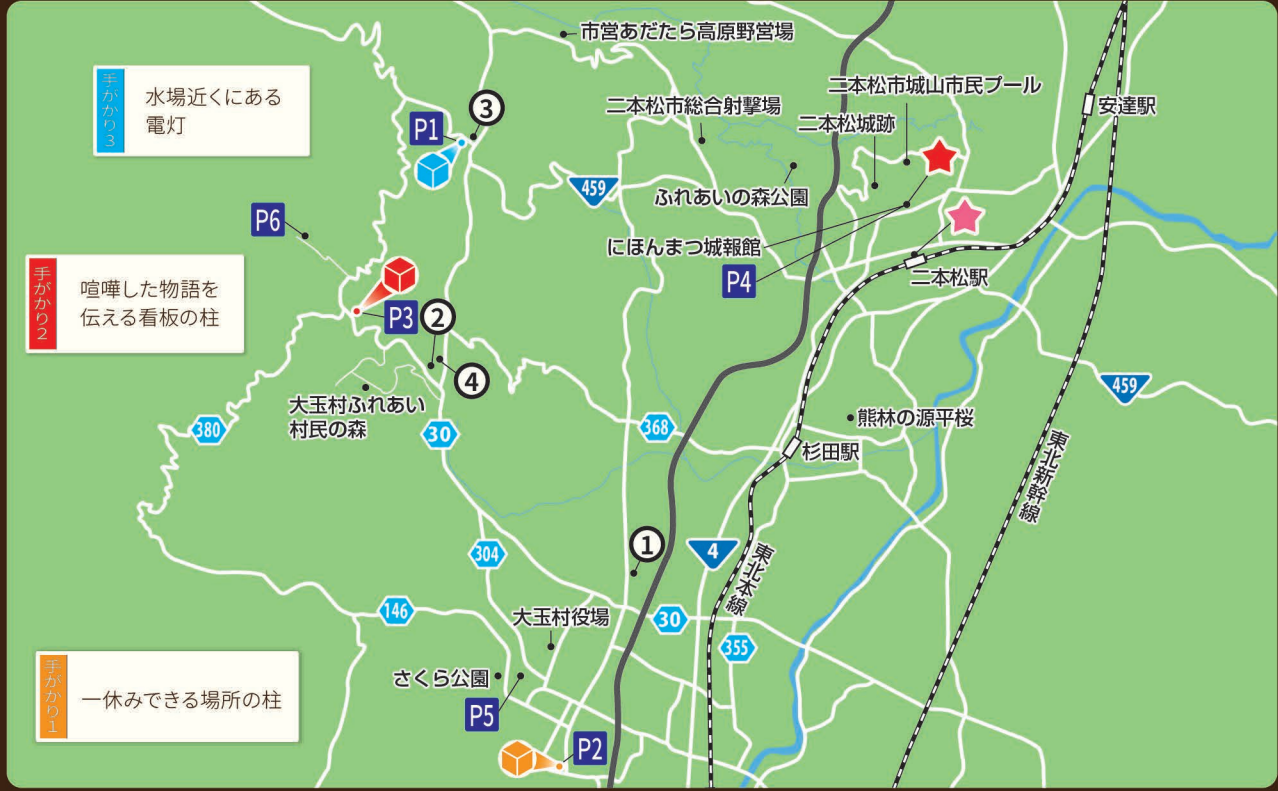 市営あだたら高原野営場
手がかり3
水場近くにある
電灯
③
P1
二本松市城山市民プール
二本松市総合射撃場
二本松城跡
安達駅
459
ふれあいの森公園
P6
にほんまつ城報館
P4
二本松駅
手がかり2
喧嘩した物語を
伝える看板の柱
P3
②
④
大玉村ふれあい
村民の森
380
30
368
459
熊林の源平桜
杉田駅
東北新幹線
①
4
304
東北本線
146
大玉村役場
30
355
さくら公園
P5
手がかり1
一休みできる場所の柱
P2